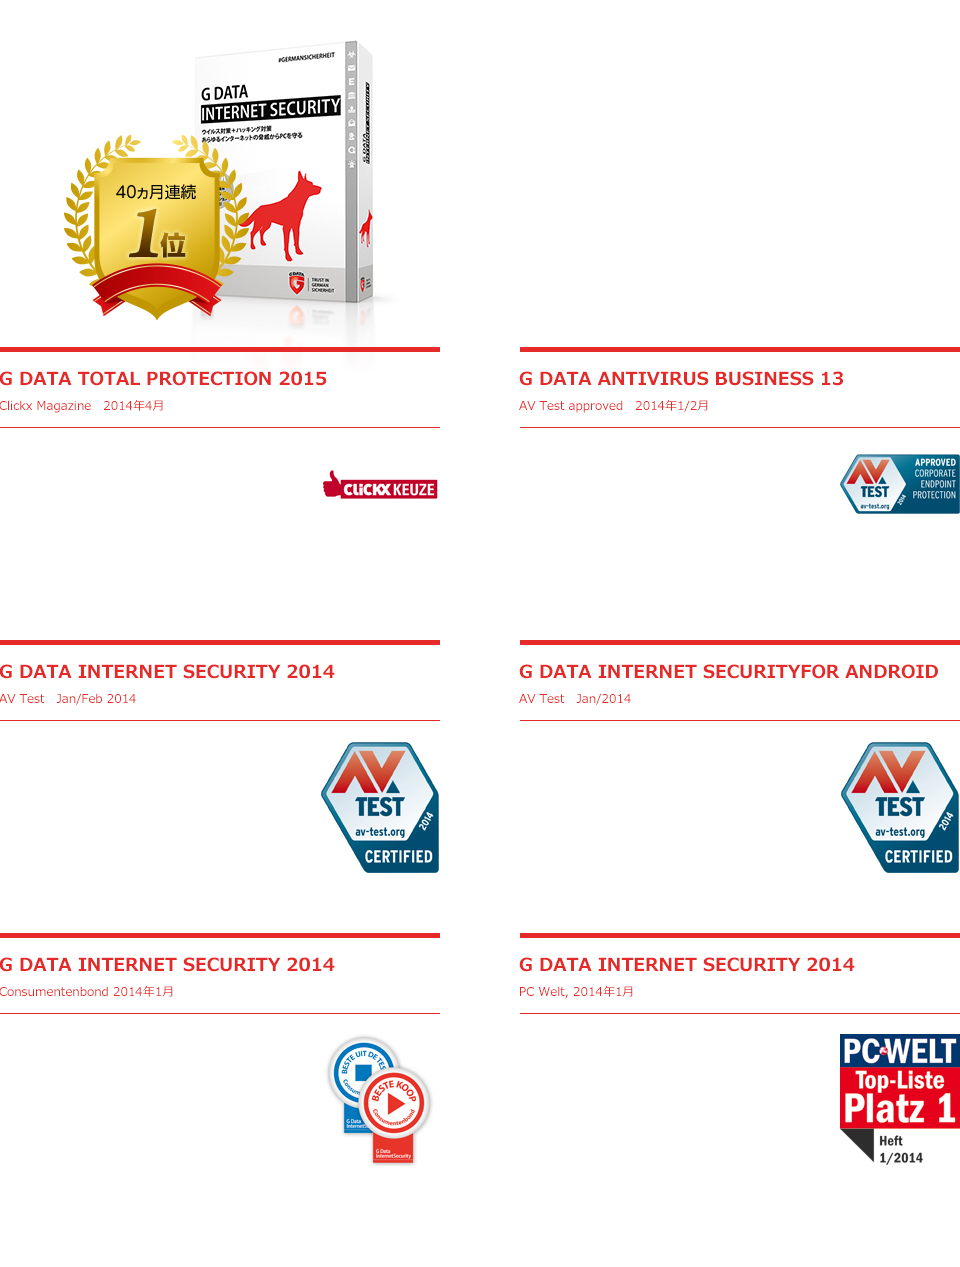 #GERMANSICHERHEIT
G DATA
INTERNET SECURITY
ウイルス対策+ハッキング対策
あらゆるインターネットの脅威からPCを守る
G DATA
INTERNET SECURITY
40ヵ月連続
1位
G DATA
TRUST IN
GERMAN
SICHERHEIT
G DATA TOTAL PROTECTION 2015
Clickx Magazine 2014年4月
CLICKX KEUZE
G DATA ANTIVIRUS BUSINESS 13
AV Test approved 2014年1/2月
AV
TEST
av-test.org
2014
APPROVED
CORPORATE
ENDPOINT
PROTECTION
G DATA INTERNET SECURITY 2014
AV Test Jan/Feb 2014
AV
TEST
av-test.org
2014
CERTIFIED
G DATA INTERNET SECURITYFOR ANDROID
AV Test Jan/2014
AV
TEST
av-test.org
2014
CERTIFIED
G DATA INTERNET SECURITY 2014
Consumentenbond 2014年1月
BESTE UIT DE TES
G Data
BESTE KOOP
Consumentenbond
G Data
InternetSecurity
G DATA INTERNET SECURITY 2014
PC Welt, 2014年1月
PC WELT
Top-Liste
Platz 1
Heft
1/2014